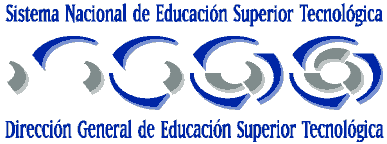 Sistema Nacional de Educación Superior Tecnológica
Dirección General de Educación Superior Tecnológica